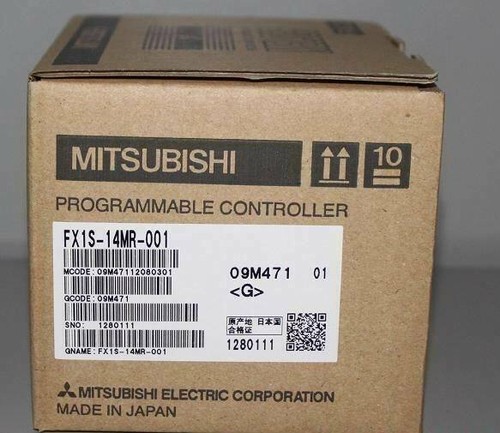 MITSUBISHI
10
PROGRAMMABLE CONTROLLER
FX1S-14MR-001
MCODE: 09M47112080301
09M471 01
GCODE: 09M471
<G>
SNO: 1280111
原产地 日本国
合格证
1280111
GNAME: FX1S-14MR-001
MITSUBISHI ELECTRIC CORPORATION
MADE IN JAPAN